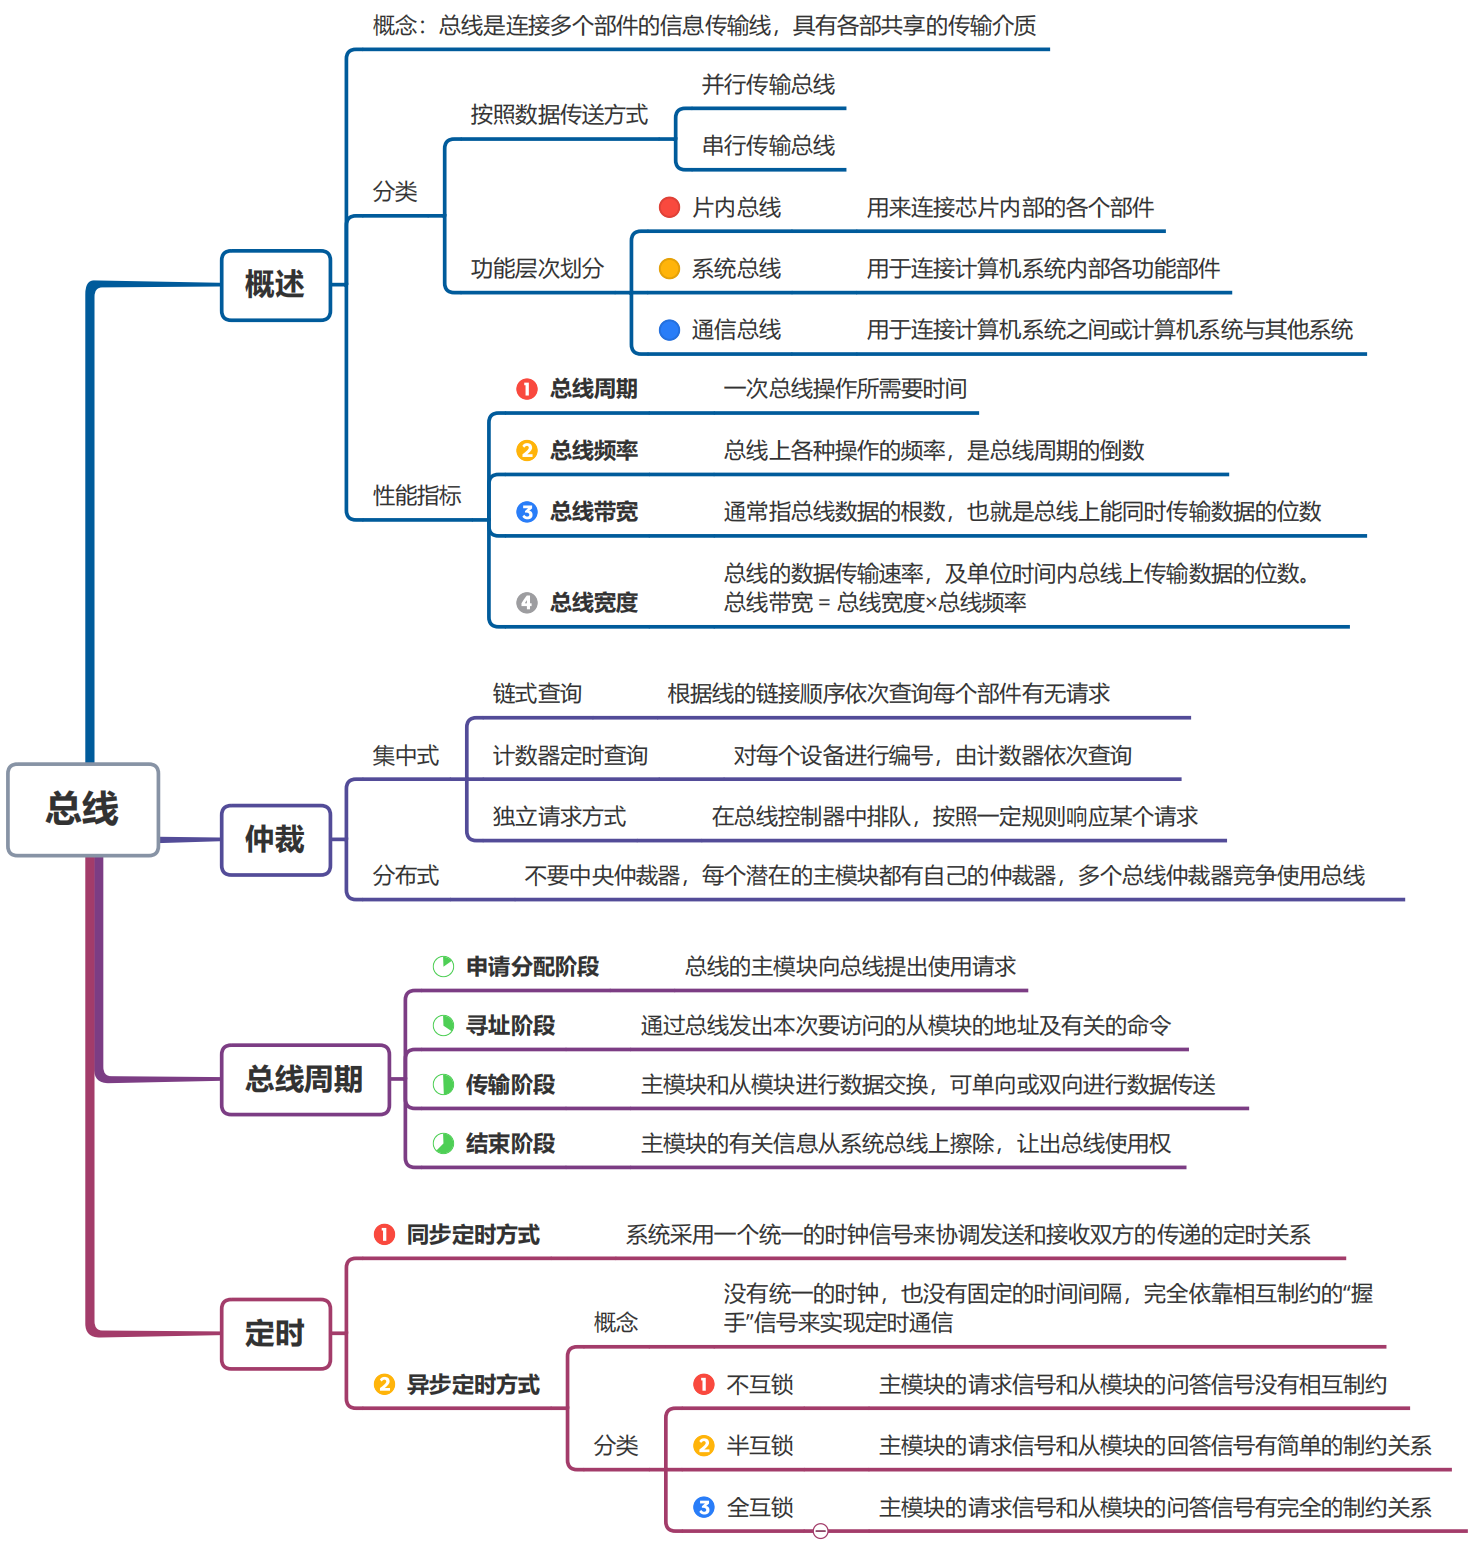 总线
概述
概念：总线是连接多个部件的信息传输线，具有各部共享的传输介质
分类
按照数据传送方式
并行传输总线
串行传输总线
功能层次划分
片内总线 用来连接芯片内部的各个部件
系统总线 用于连接计算机系统内部各功能部件
通信总线 用于连接计算机系统之间或计算机系统与其他系统
性能指标
1 总线周期 一次总线操作所需要时间
2 总线频率 总线上各种操作的频率，是总线周期的倒数
3 总线带宽 通常指总线数据的根数，也就是总线上能同时传输数据的位数
4 总线宽度 总线的数据传输速率，及单位时间内总线上传输数据的位数。
总线带宽 = 总线宽度×总线频率
仲裁
集中式
链式查询 根据线的链接顺序依次查询每个部件有无请求
计数器定时查询 对每个设备进行编号，由计数器依次查询
独立请求方式 在总线控制器中排队，按照一定规则响应某个请求
分布式 不要中央仲裁器，每个潜在的主模块都有自己的仲裁器，多个总线仲裁器竞争使用总线
总线周期
申请分配阶段 总线的主模块向总线提出使用请求
寻址阶段 通过总线发出本次要访问的从模块的地址及有关的命令
传输阶段 主模块和从模块进行数据交换，可单向或双向进行数据传送
结束阶段 主模块的有关信息从系统总线上擦除，让出总线使用权
定时
1 同步定时方式 系统采用一个统一的时钟信号来协调发送和接收双方的传递的定时关系
2 异步定时方式
概念 没有统一的时钟，也没有固定的时间间隔，完全依靠相互制约的“握
手”信号来实现定时通信
分类
1 不互锁 主模块的请求信号和从模块的问答信号没有相互制约
2 半互锁 主模块的请求信号和从模块的回答信号有简单的制约关系
3 全互锁 主模块的请求信号和从模块的问答信号有完全的制约关系